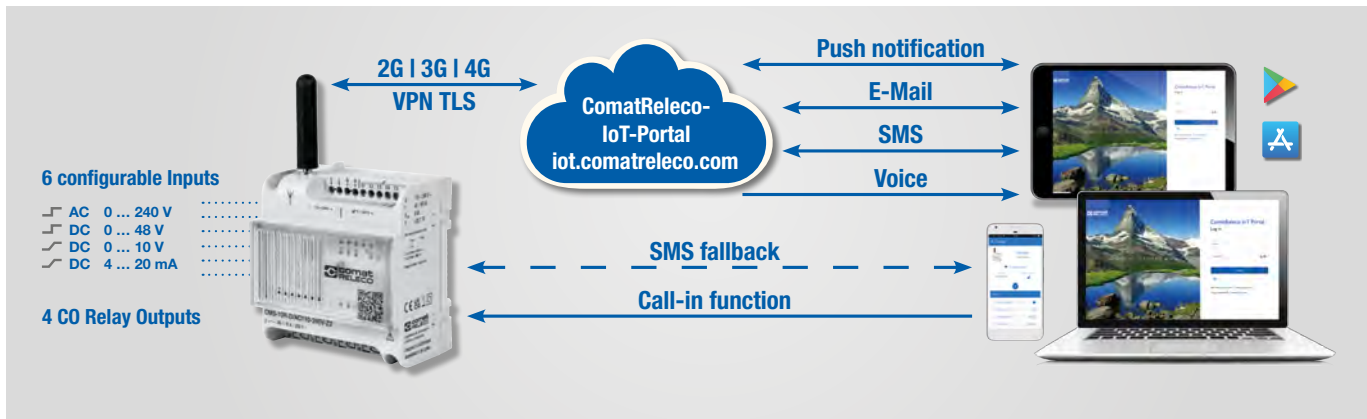 2G | 3G | 4G
VPN TLS
ComatReleco-
IoT-Portal
iot.comatreleco.com
Push notification
E-Mail
SMS
Voice
6 configurable Inputs
AC 0 ... 240 V
DC 0 ... 48 V
DC 0 ... 10 V
DC 4 ... 20 mA
4 CO Relay Outputs
comat
RELECO
SMS fallback
Call-in function